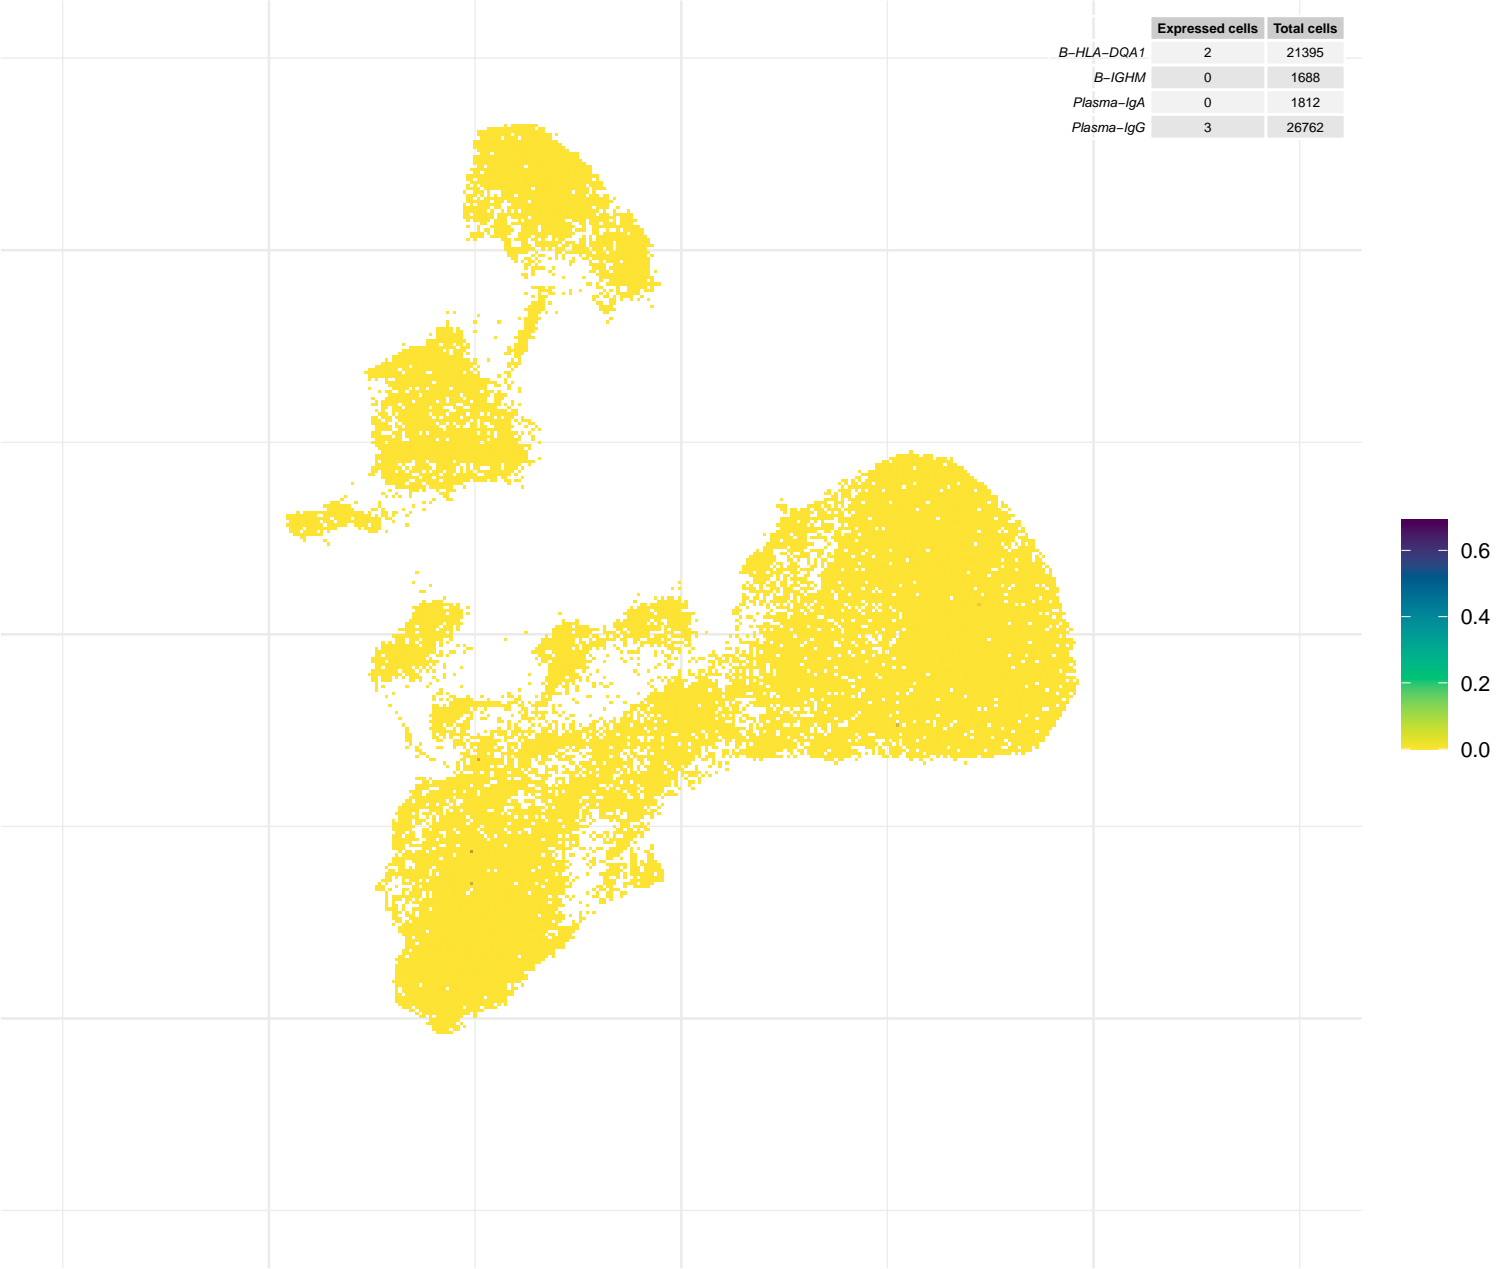 Expressed cells Total cells
B−HLA−DQA1 2 21395
B−IGHM 0 1688
Plasma−IgA 0 1812
Plasma−IgG 3 26762
0.6
0.4
0.2
0.0